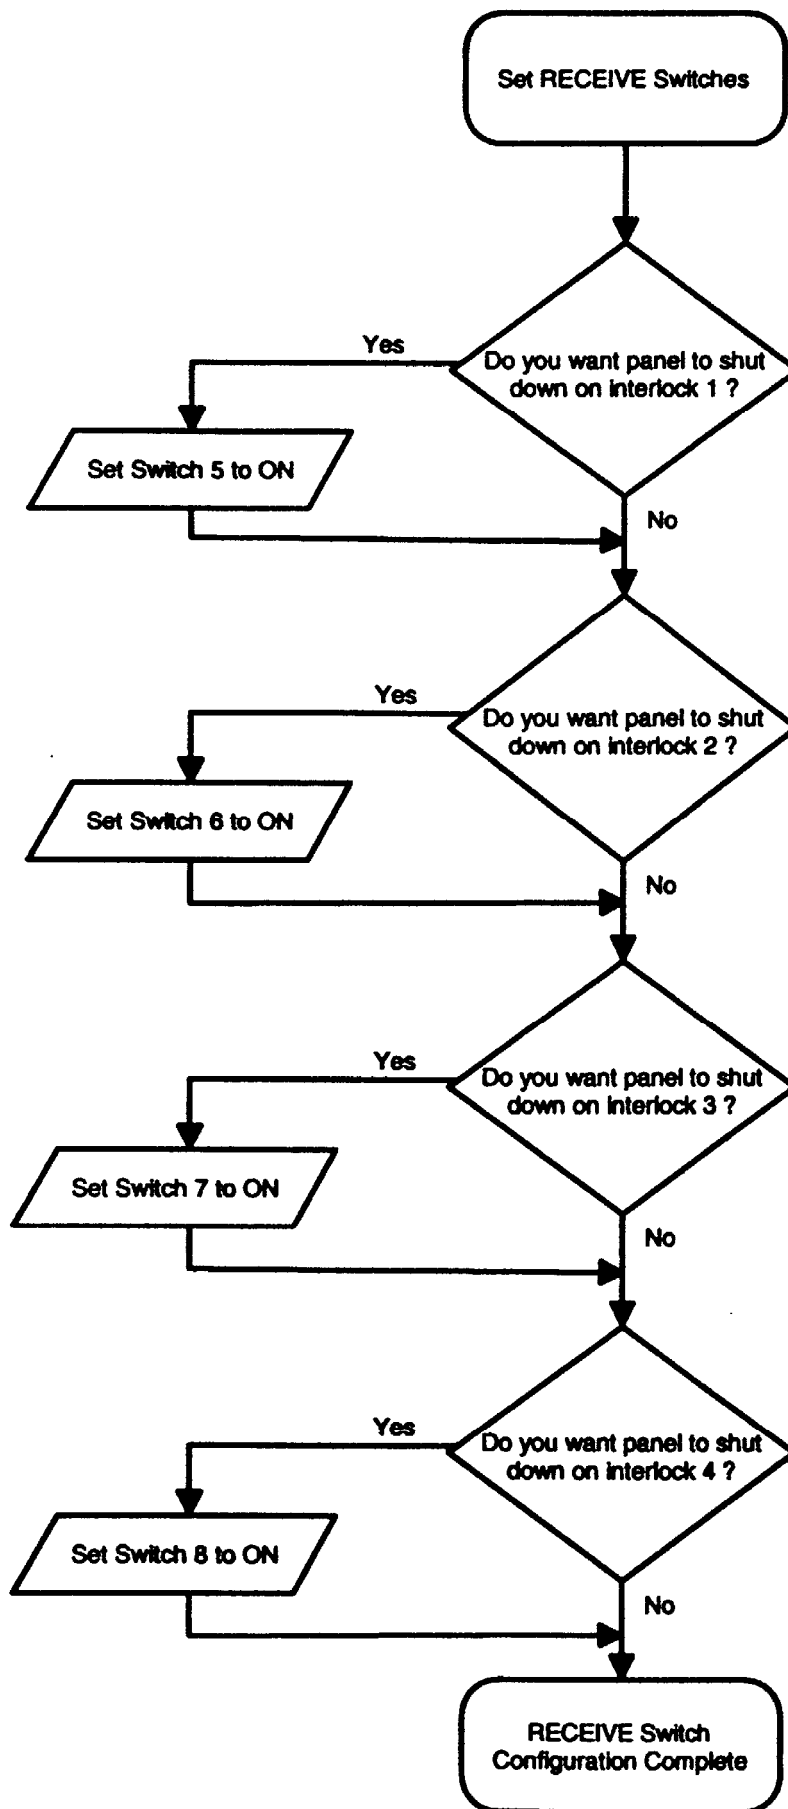 Set RECEIVE Switches
Yes
Do you want panel to shut
down on interlock 1 ?
Set Switch 5 to ON
No
Yes
Do you want panel to shut
down on interlock 2 ?
Set Switch 6 to ON
No
Yes
Do you want panel to shut
down on interlock 3 ?
Set Switch 7 to ON
No
Yes
Do you want panel to shut
down on interlock 4 ?
Set Switch 8 to ON
No
RECEIVE Switch
Configuration Complete